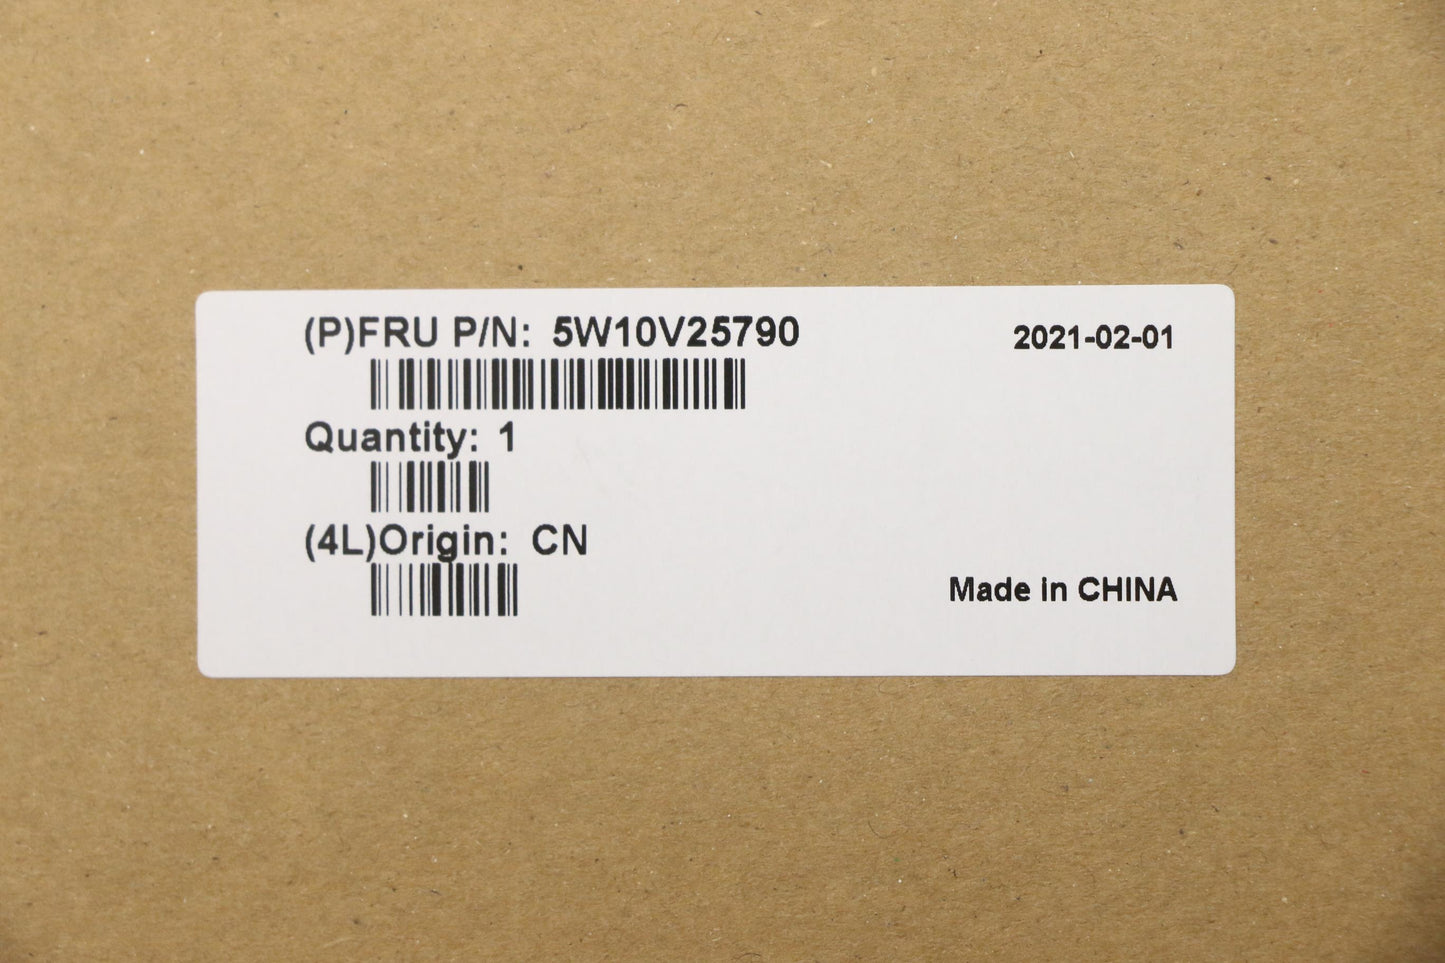 (P)FRU P/N: 5W10V25790
2021-02-01
Quantity: 1
(4L)Origin: CN
Made in CHINA